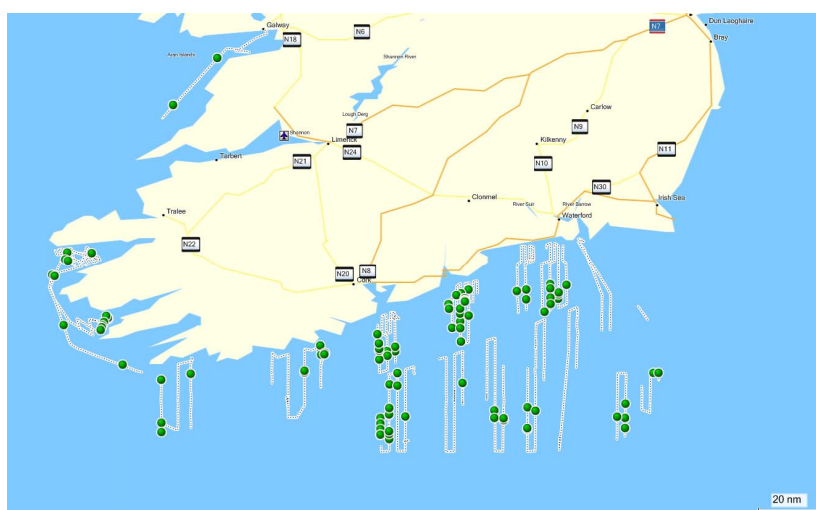 Dun Laoghaire
Galway
N7
N6
Bray
N18
Aran Islands
Shannon River
Carlow
Lough Derg
N9
N7
Shannon
Limerick
Kilkenny
N24
N11
Tarbert
N21
N10
N30
Clonmel
Irish Sea
River Suir
River Barrow
Tralee
Waterford
N22
N8
N20
Cork
20 nm